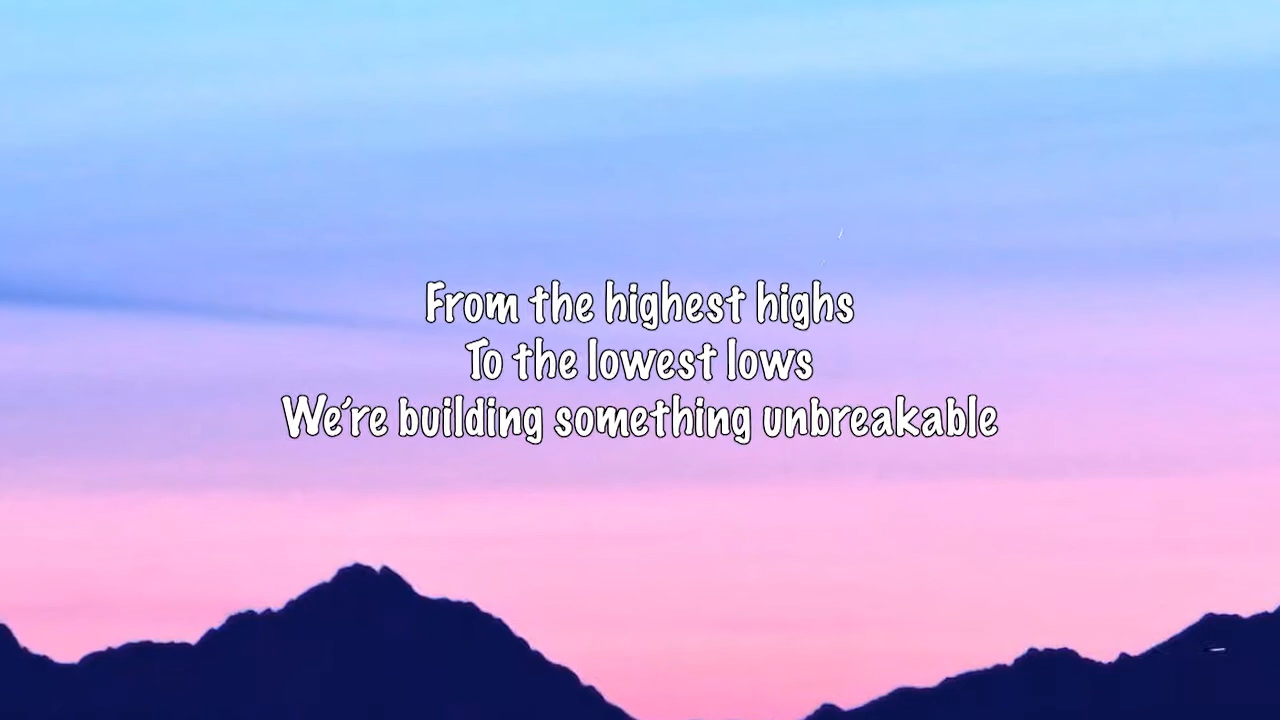 From the highest highs
To the lowest lows
We're building something unbreakable